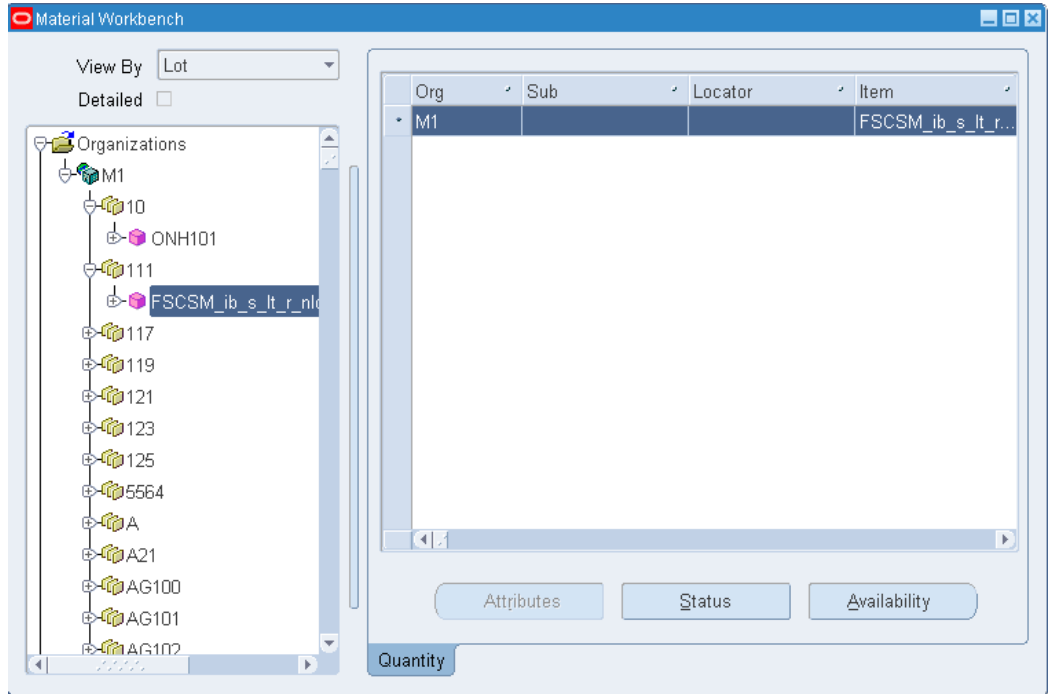 Material Workbench
View By Lot
Detailed
Organizations
M1
10
ONH101
111
FSCSM_ib_s_lt_r_nlo
117
119
121
123
125
5564
A
A21
AG100
AG101
AG102
Org Sub Locator Item
M1 FSCSM_ib_s_lt_r...
Attributes Status Availability
Quantity